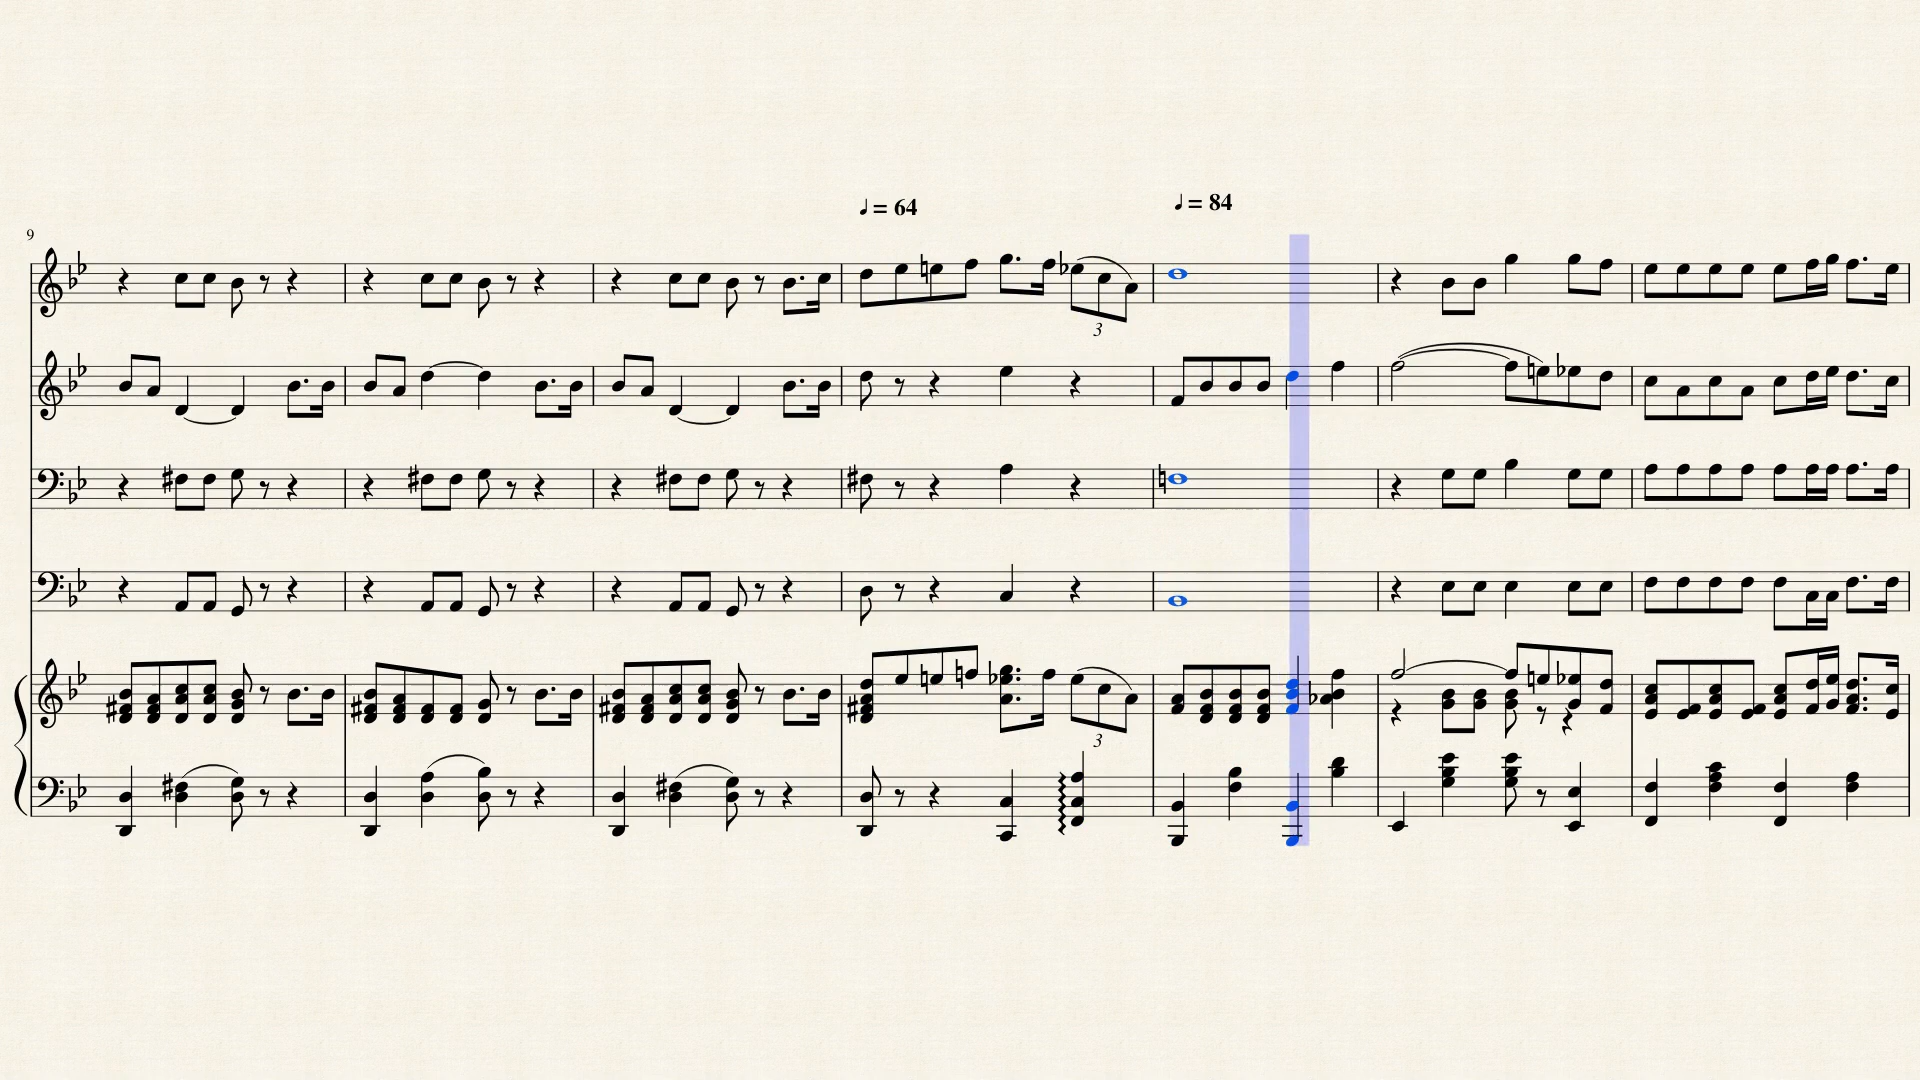 ♩ = 64
♩ = 84
9
3
3